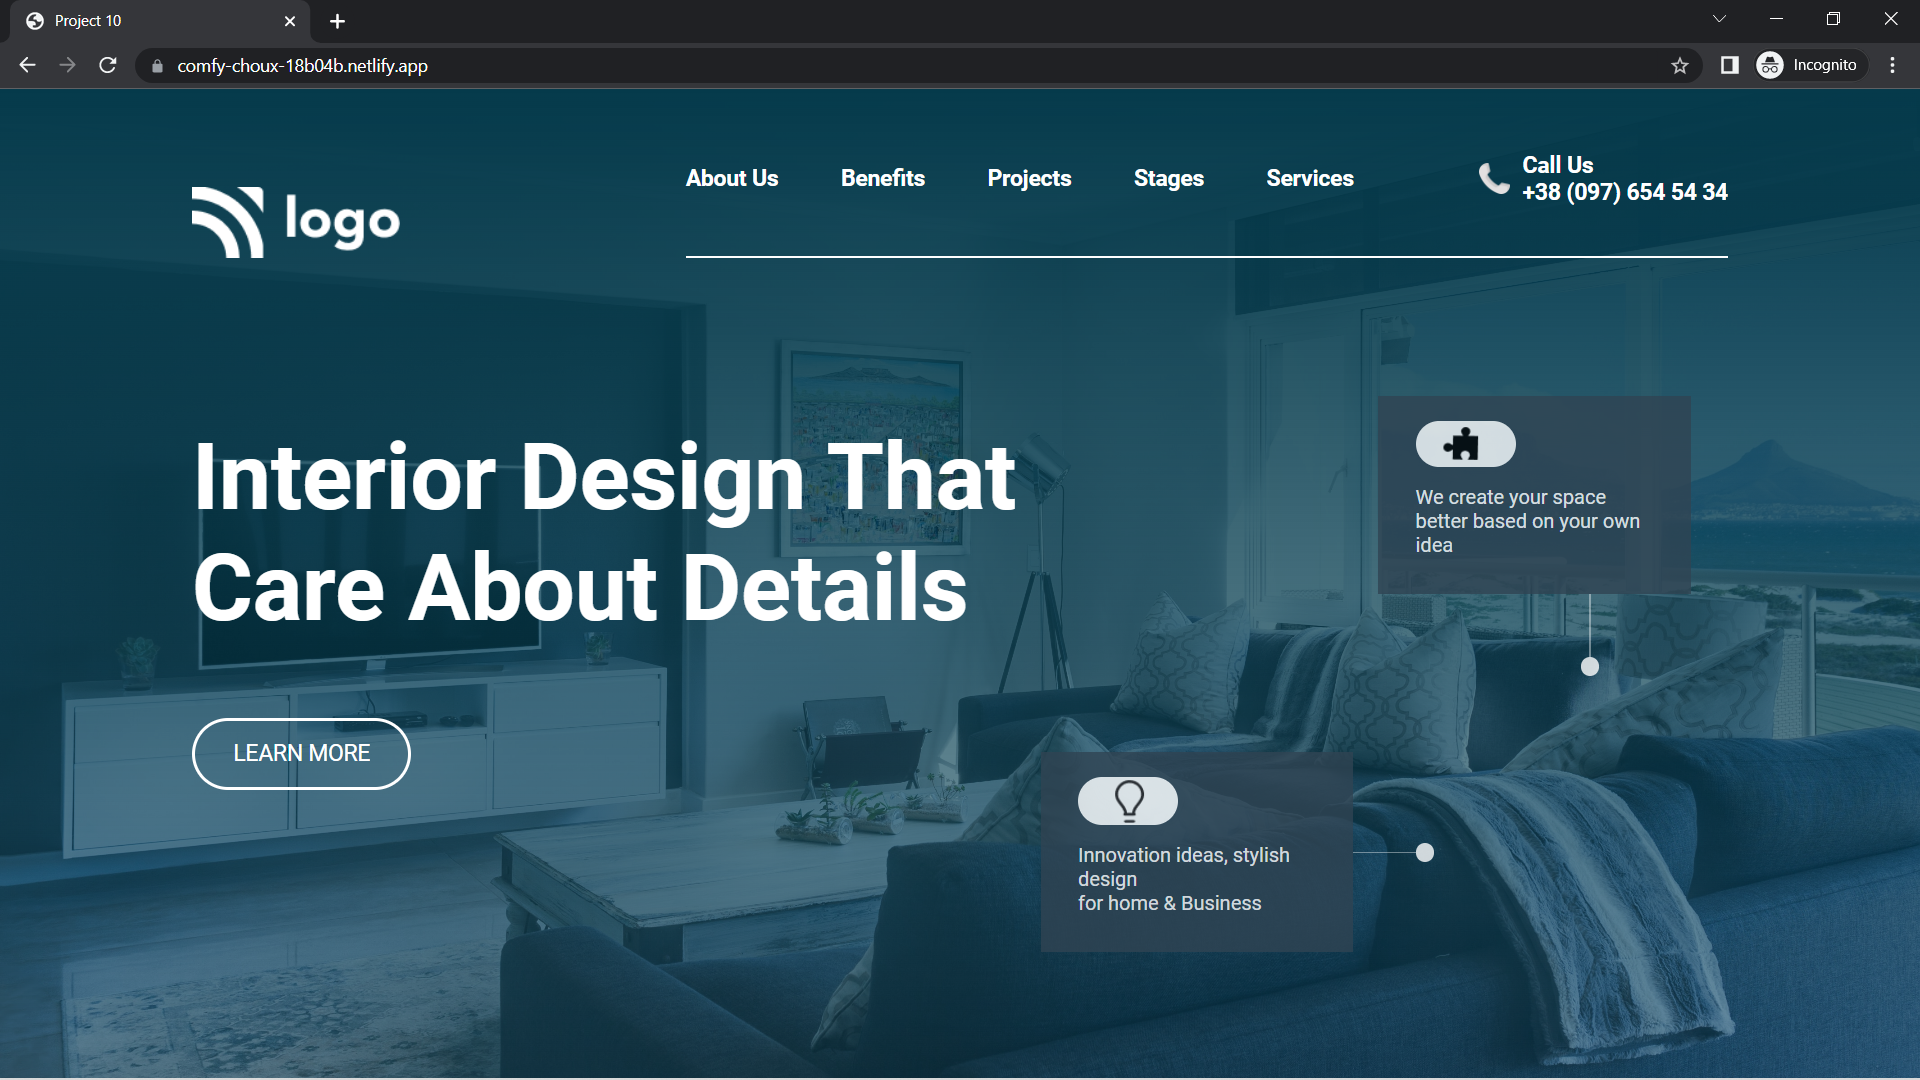 Project 10
comfy-choux-18b04b.netlify.app
Incognito
logo
About Us
Benefits
Projects
Stages
Services
Call Us
+38 (097) 654 54 34
Interior Design That
Care About Details
LEARN MORE
We create your space
better based on your own
idea
Innovation ideas, stylish
design
for home & Business